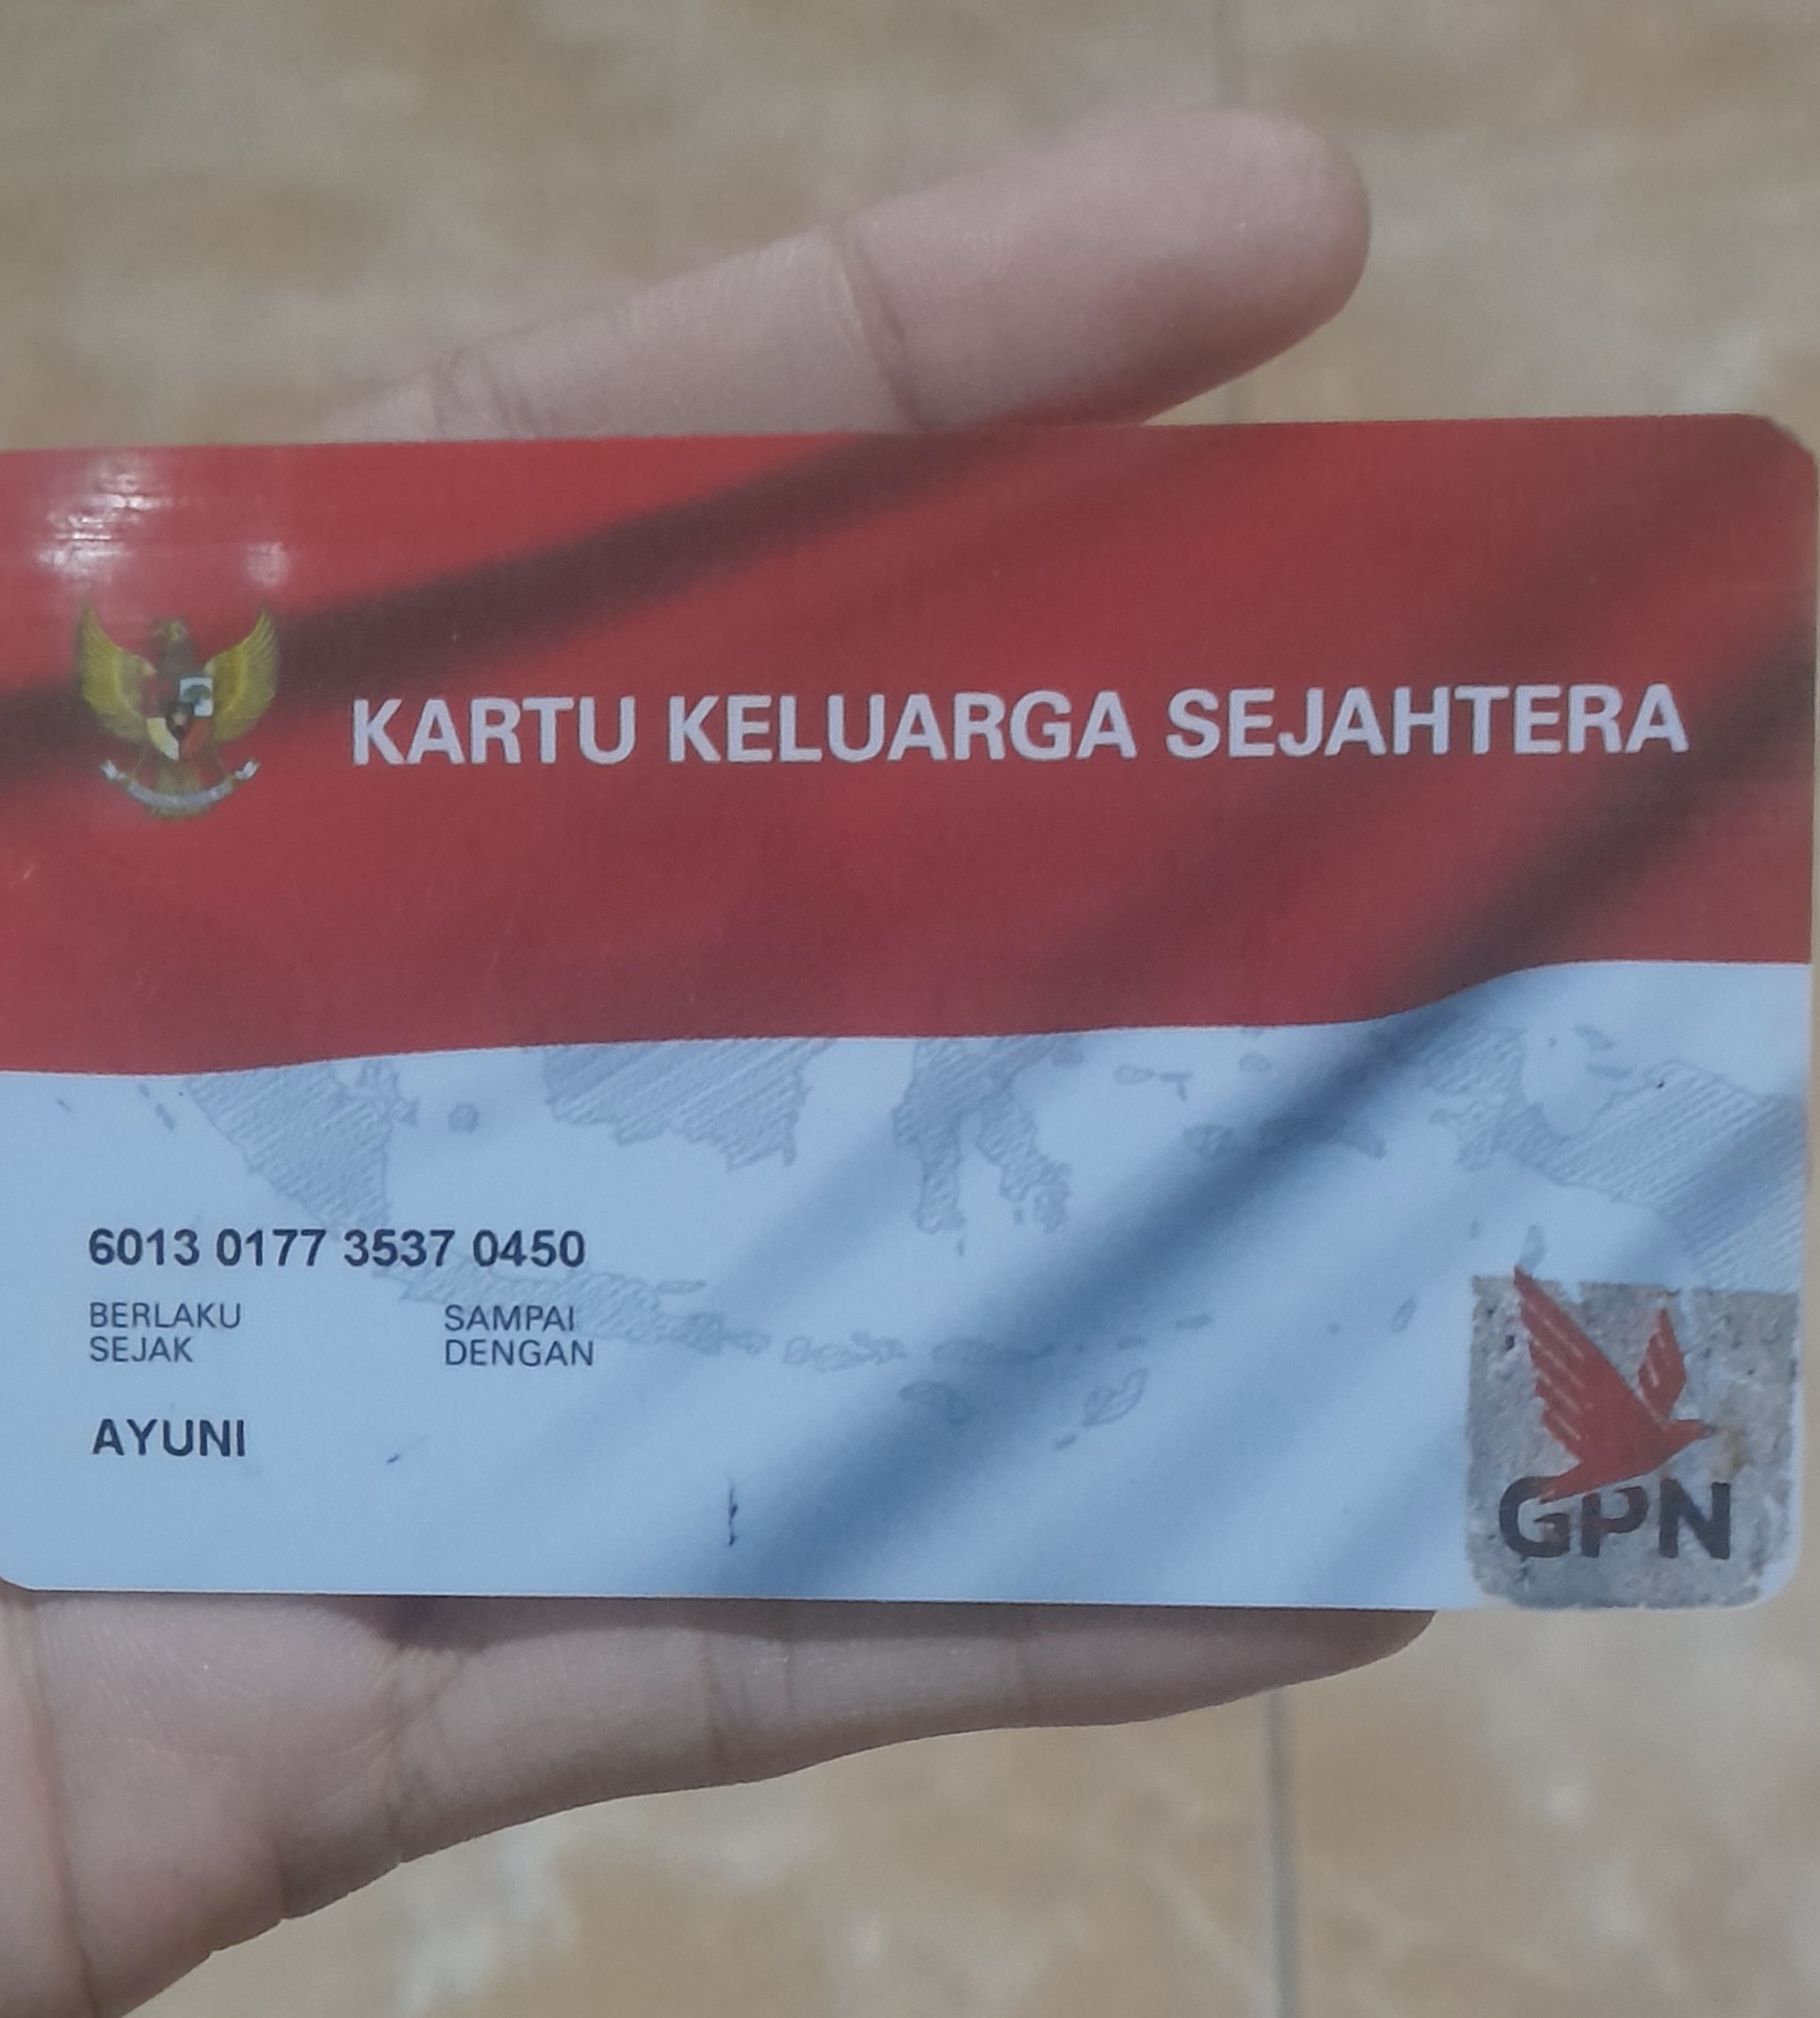 KARTU KELUARGA SEJAHTERA
6013 0177 3537 0450
BERLAKU SEJAK
SAMPAI DENGAN
AYUNI
GPN